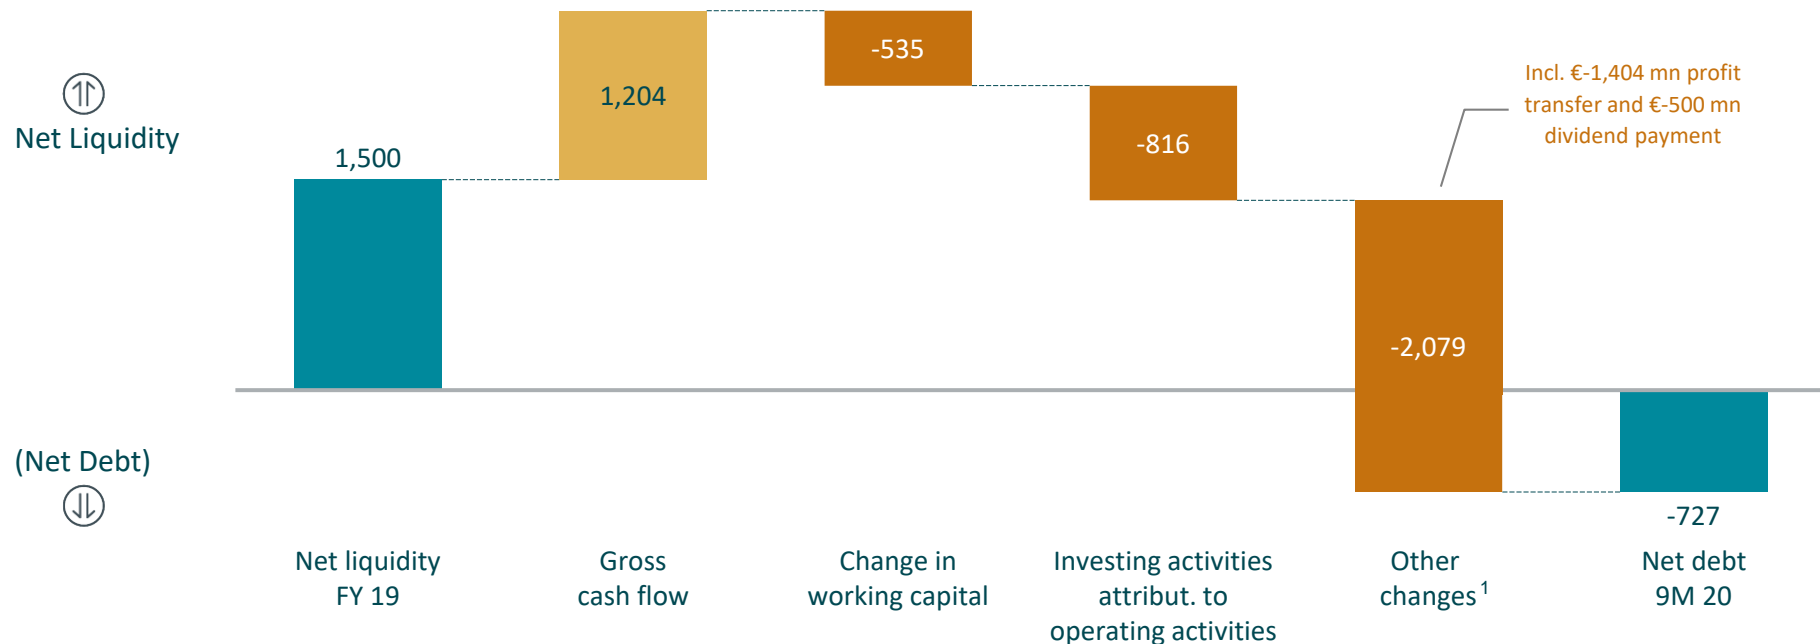 Net Liquidity
1,500
1,204
-535
-816
-2,079
Incl. €-1,404 mn profit
transfer and €-500 mn
dividend payment
(Net Debt)
-727
Net liquidity
FY 19
Gross
cash flow
Change in
working capital
Investing activities
attribut. to
operating activities
Other
changes 1
Net debt
9M 20